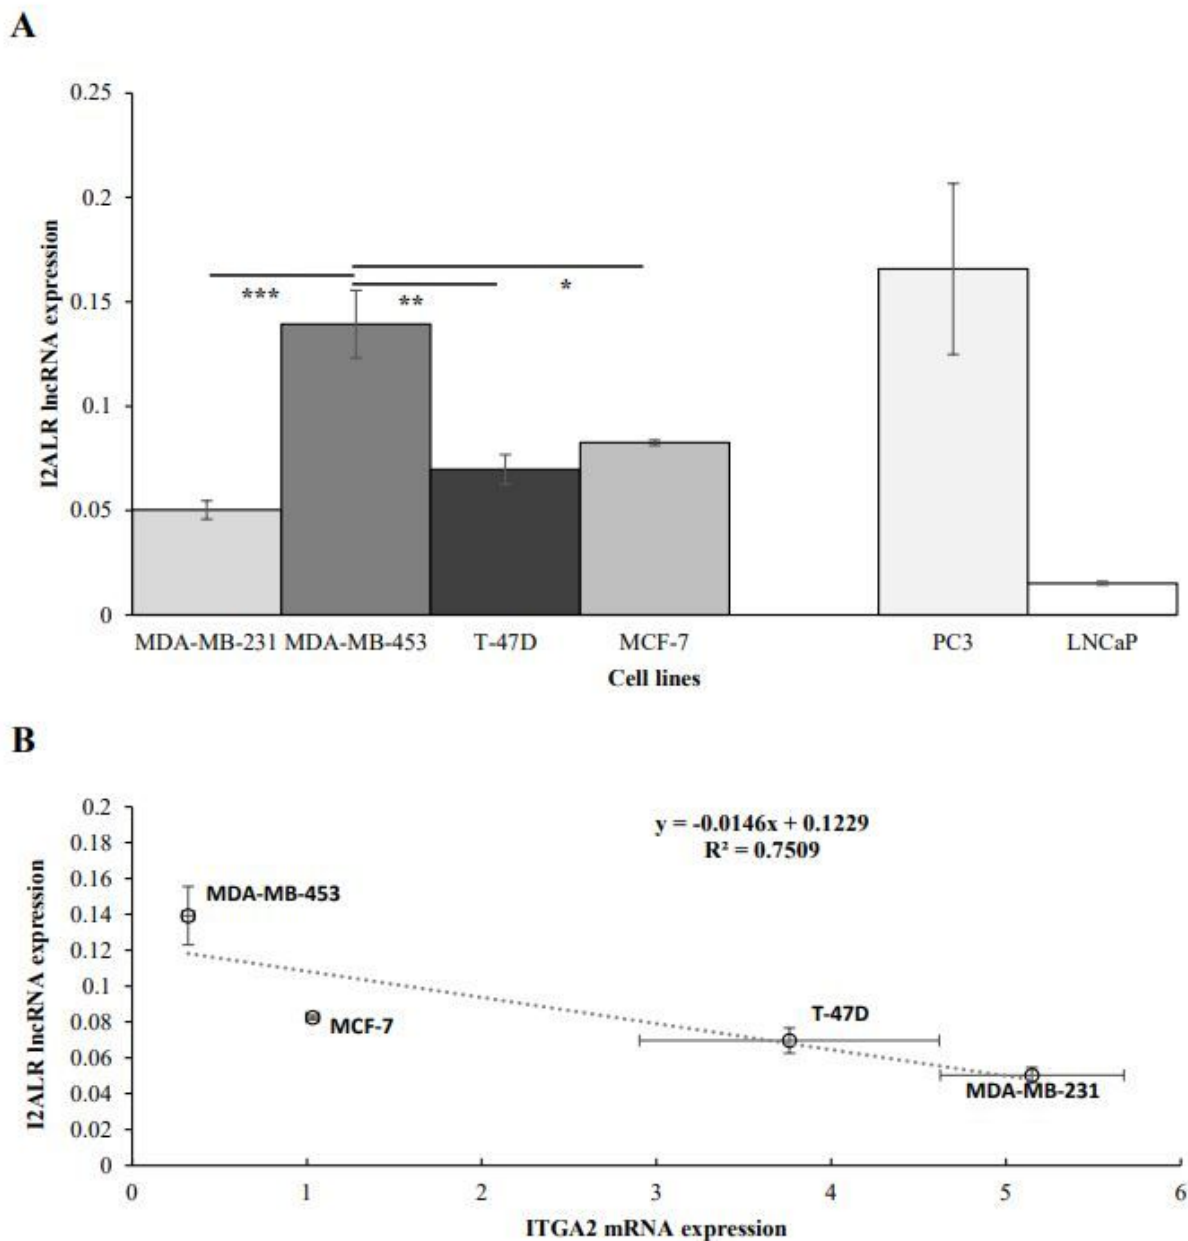 A
0.25
0.2
0.15
0.1
0.05
0
I2ALR lncRNA expression
***
**
*
MDA-MB-231 MDA-MB-453 T-47D MCF-7 PC3 LNCaP
Cell lines
B
0.2
0.18
0.16
0.14
0.12
0.1
0.08
0.06
0.04
0.02
0
I2ALR lncRNA expression
y = -0.0146x + 0.1229
R² = 0.7509
MDA-MB-453
MCF-7
T-47D
MDA-MB-231
0 1 2 3 4 5 6
ITGA2 mRNA expression